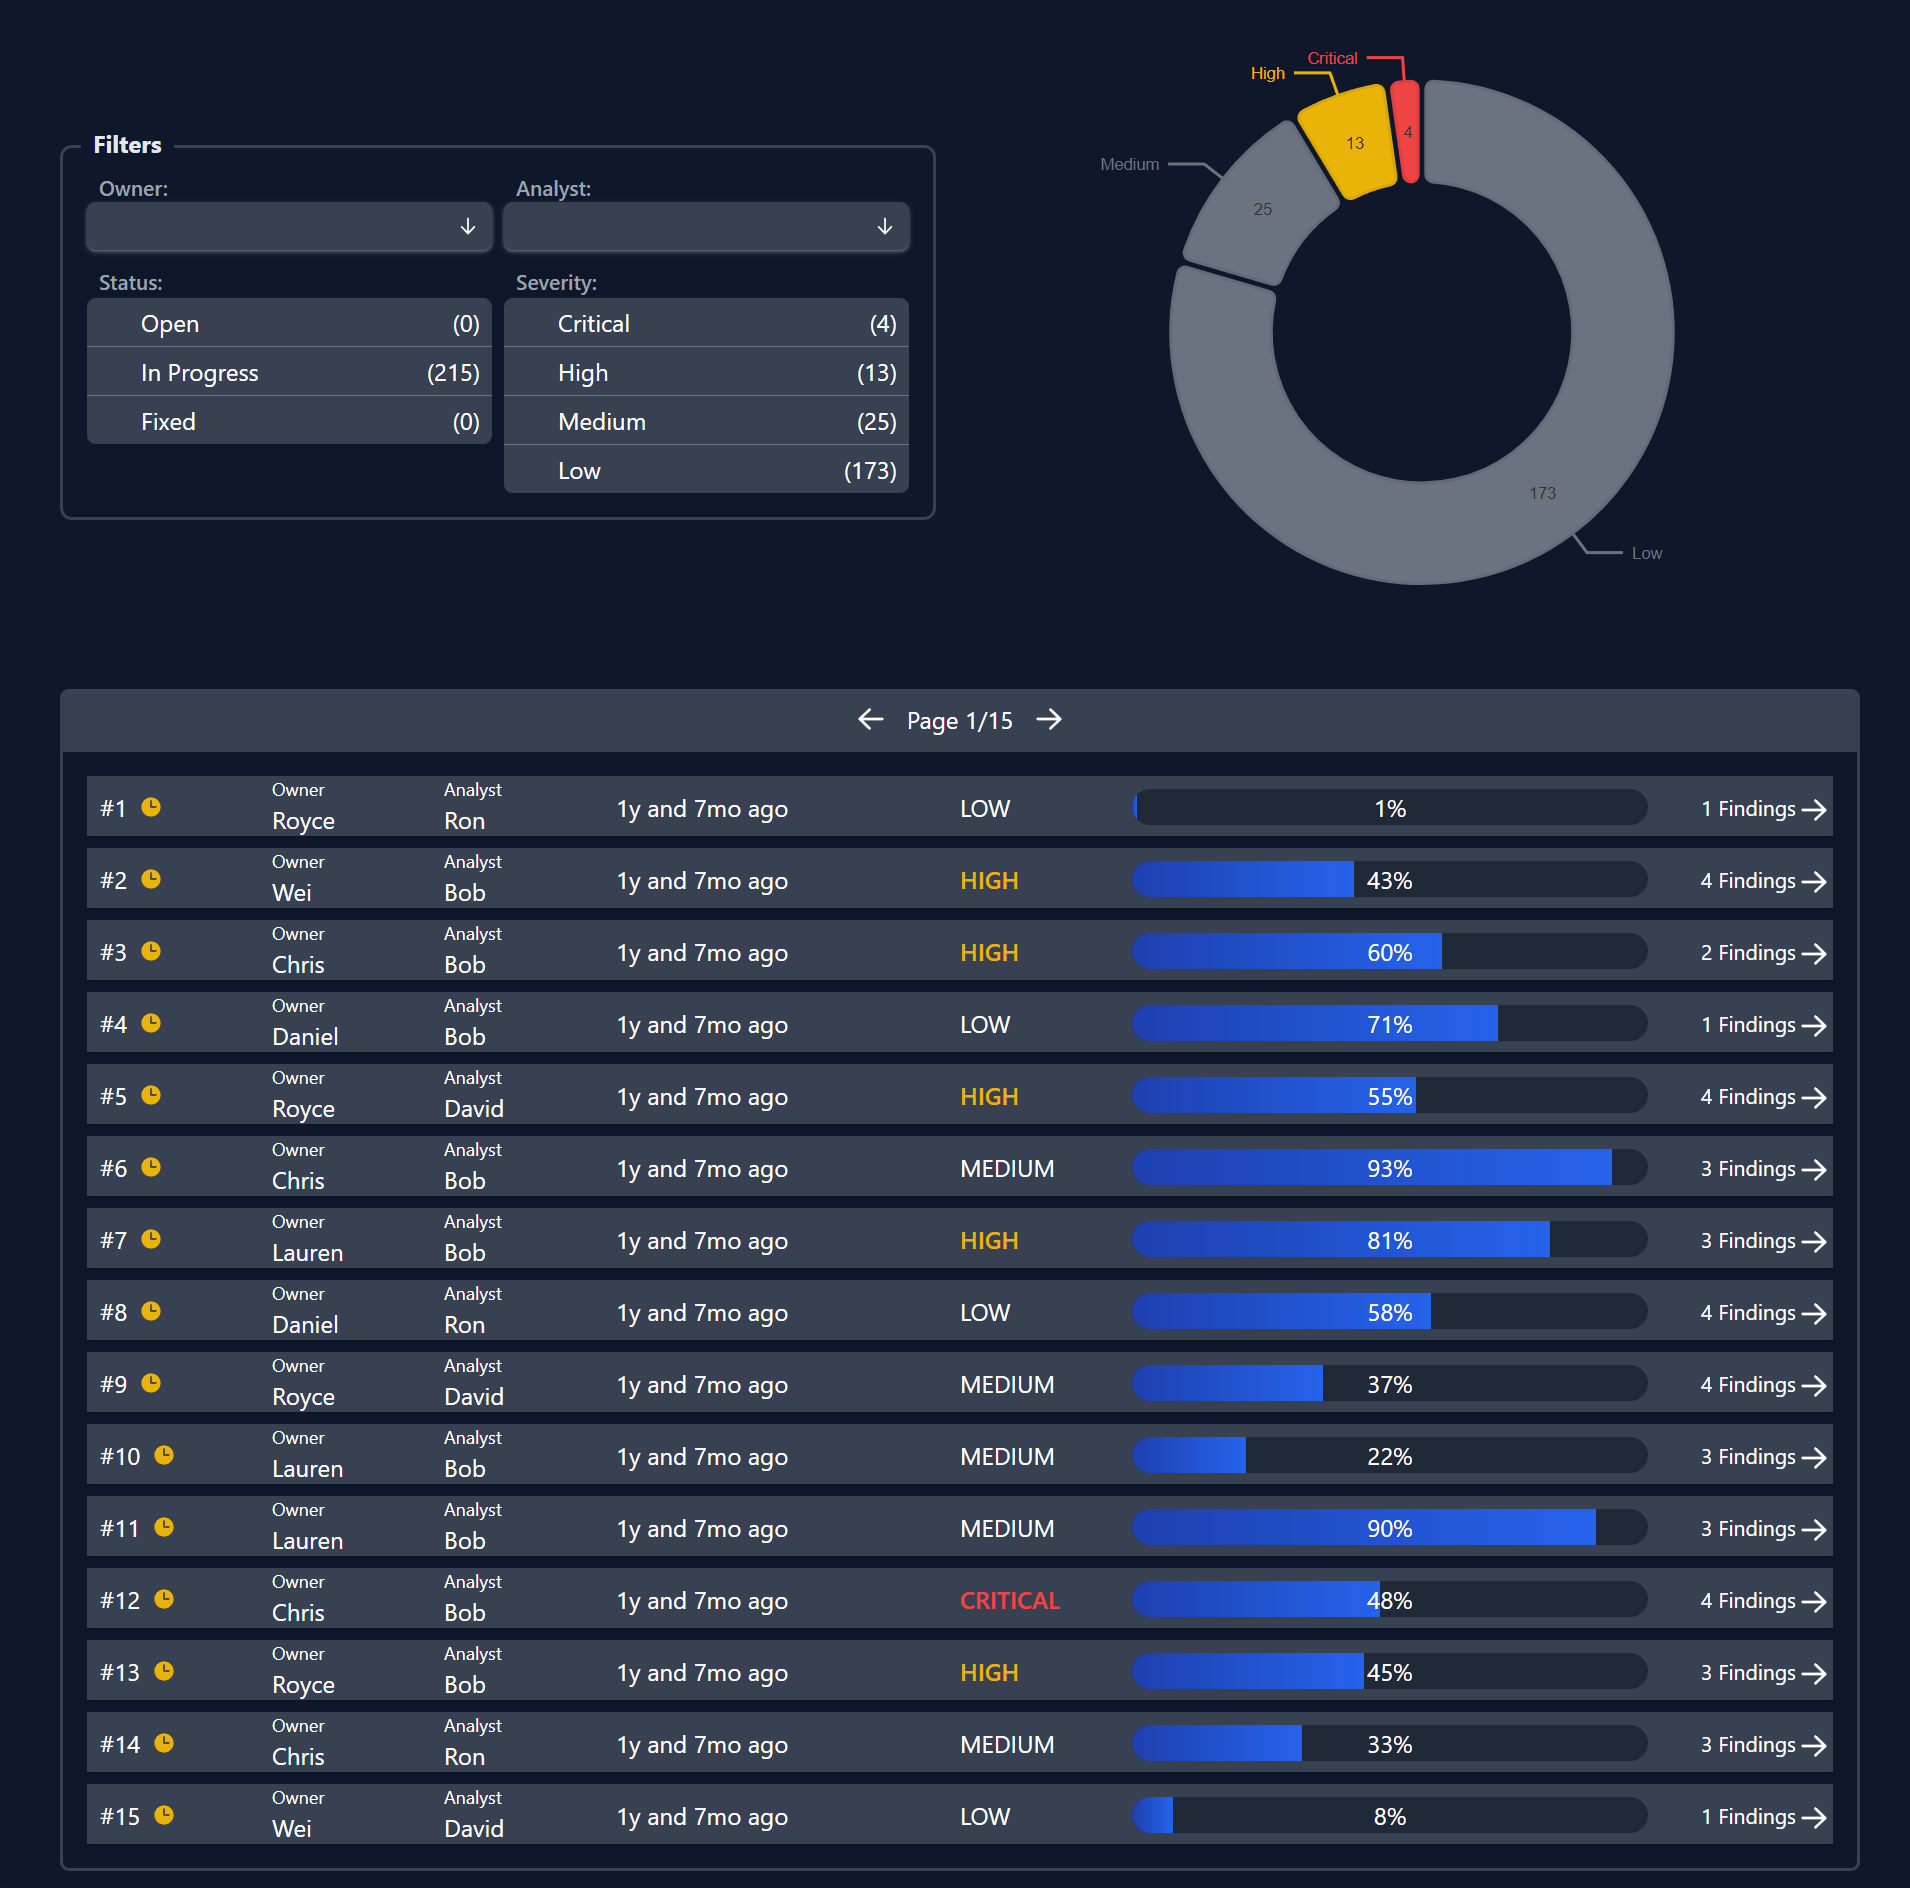 Filters
Owner:
Analyst:
Status:
Open (0)
In Progress (215)
Fixed (0)
Severity:
Critical (4)
High (13)
Medium (25)
Low (173)
Critical
High
Medium
Low
4
13
25
173
Page 1/15
#1 Owner Royce Analyst Ron 1y and 7mo ago LOW 1% 1 Findings
#2 Owner Wei Analyst Bob 1y and 7mo ago HIGH 43% 4 Findings
#3 Owner Chris Analyst Bob 1y and 7mo ago HIGH 60% 2 Findings
#4 Owner Daniel Analyst Bob 1y and 7mo ago LOW 71% 1 Findings
#5 Owner Royce Analyst David 1y and 7mo ago HIGH 55% 4 Findings
#6 Owner Chris Analyst Bob 1y and 7mo ago MEDIUM 93% 3 Findings
#7 Owner Lauren Analyst Bob 1y and 7mo ago HIGH 81% 3 Findings
#8 Owner Daniel Analyst Ron 1y and 7mo ago LOW 58% 4 Findings
#9 Owner Royce Analyst David 1y and 7mo ago MEDIUM 37% 4 Findings
#10 Owner Lauren Analyst Bob 1y and 7mo ago MEDIUM 22% 3 Findings
#11 Owner Lauren Analyst Bob 1y and 7mo ago MEDIUM 90% 3 Findings
#12 Owner Chris Analyst Bob 1y and 7mo ago CRITICAL 48% 4 Findings
#13 Owner Royce Analyst Bob 1y and 7mo ago HIGH 45% 3 Findings
#14 Owner Chris Analyst Ron 1y and 7mo ago MEDIUM 33% 3 Findings
#15 Owner Wei Analyst David 1y and 7mo ago LOW 8% 1 Findings